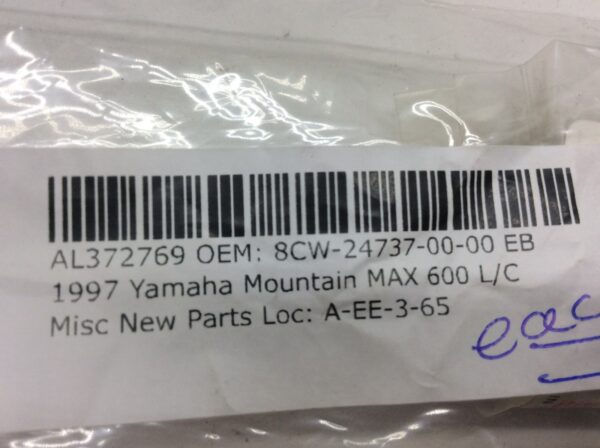 AL372769 OEM: 8CW-24737-00-00 EB
1997 Yamaha Mountain MAX 600 L/C
Misc New Parts Loc: A-EE-3-65